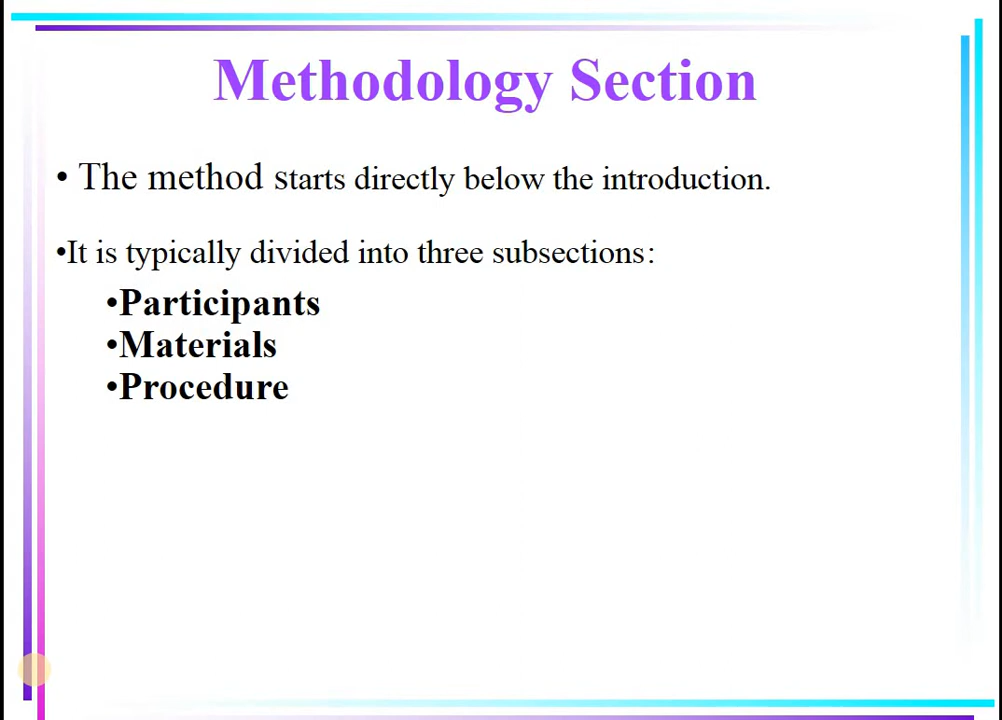 Methodology Section
• The method starts directly below the introduction.
•It is typically divided into three subsections:
•Participants
•Materials
•Procedure